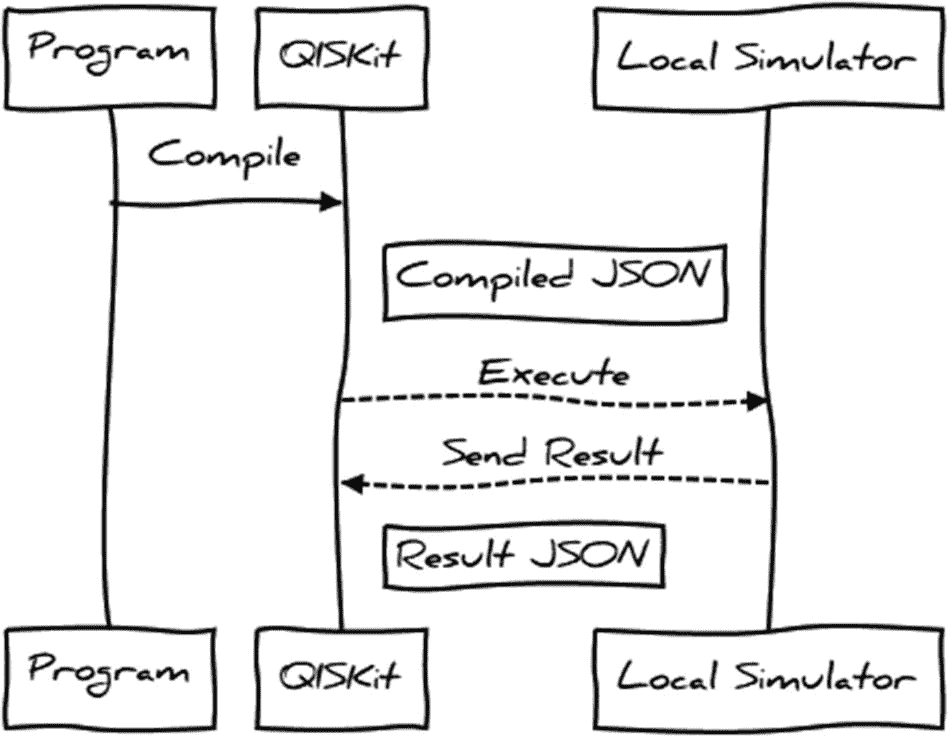 Program
QISKit
Local Simulator
Compile
Compiled JSON
Execute
Send Result
Result JSON
Program
QISKit
Local Simulator